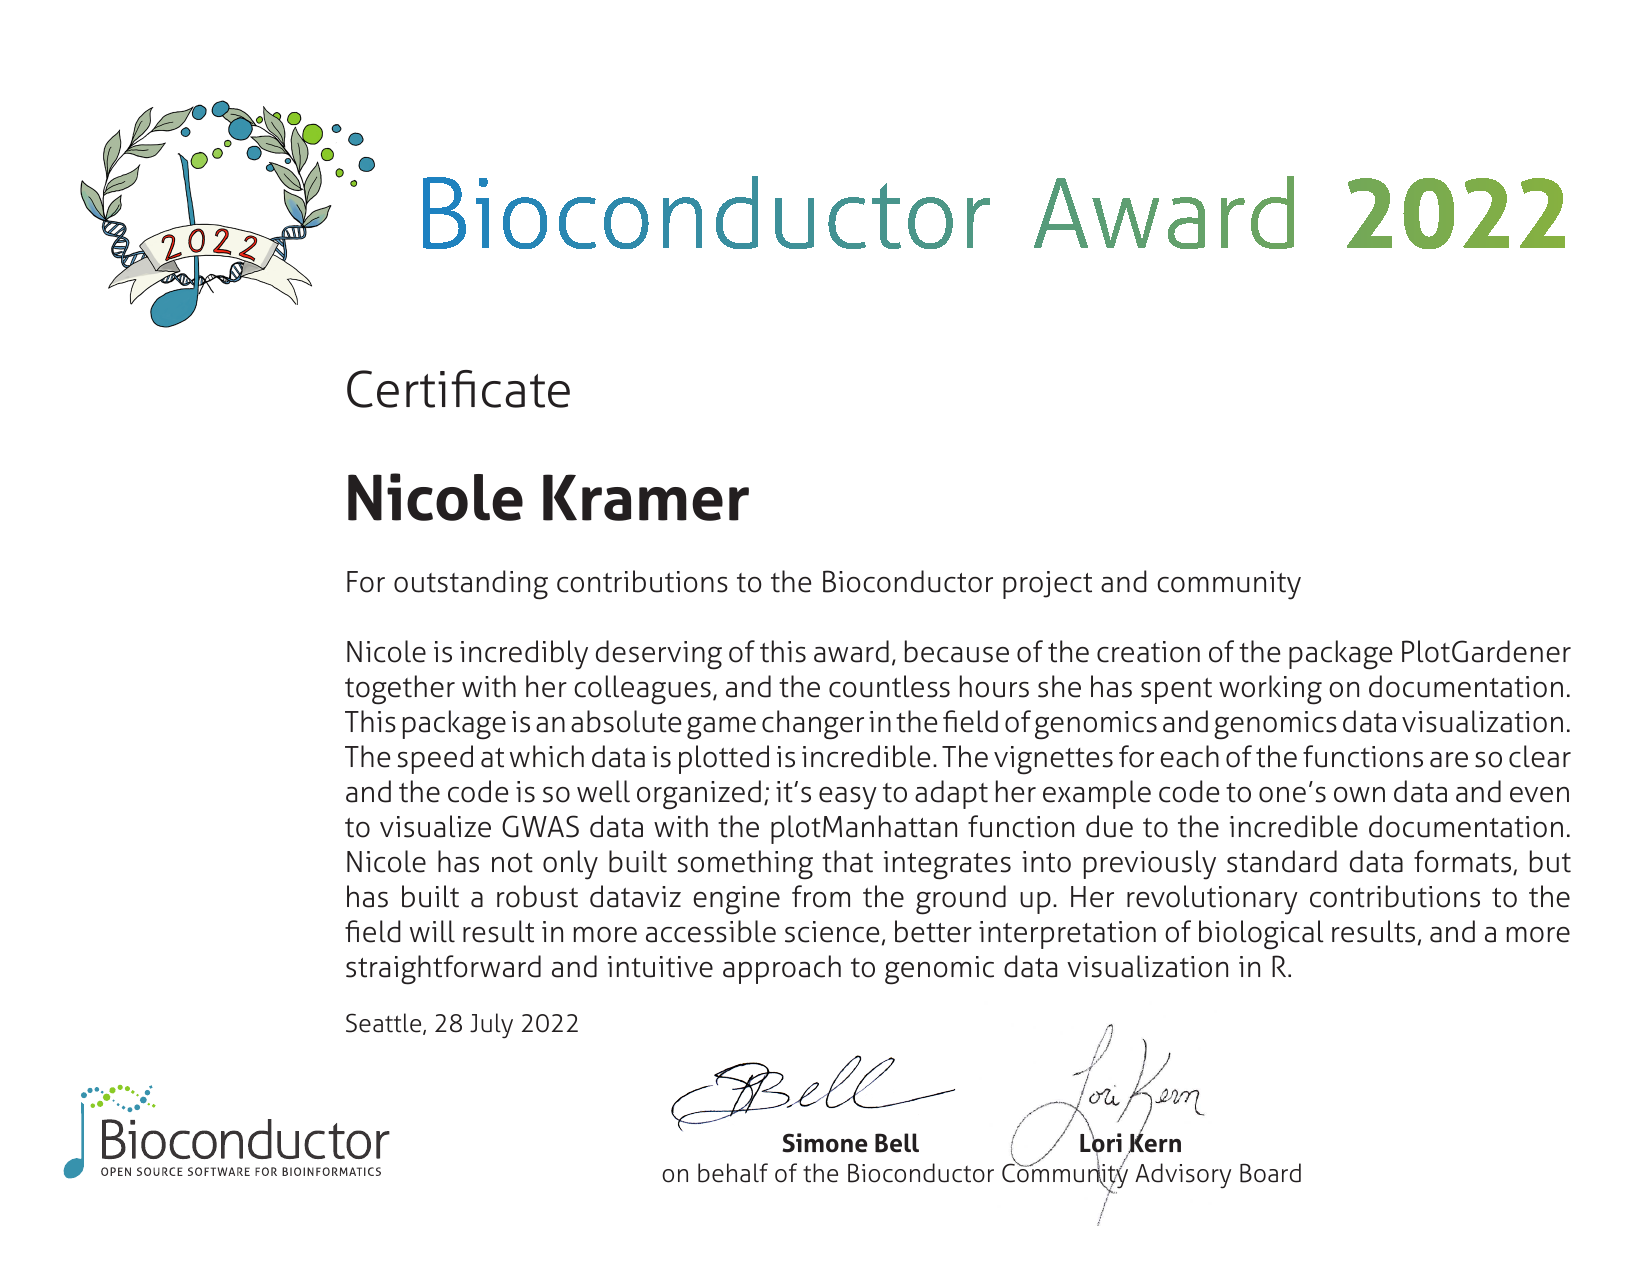 2022
Bioconductor Award 2022
Certificate
Nicole Kramer
For outstanding contributions to the Bioconductor project and community
Nicole is incredibly deserving of this award, because of the creation of the package PlotGardener
together with her colleagues, and the countless hours she has spent working on documentation.
This package is an absolute game changer in the field of genomics and genomics data visualization.
The speed at which data is plotted is incredible. The vignettes for each of the functions are so clear
and the code is so well organized; it’s easy to adapt her example code to one’s own data and even
to visualize GWAS data with the plotManhattan function due to the incredible documentation.
Nicole has not only built something that integrates into previously standard data formats, but
has built a robust dataviz engine from the ground up. Her revolutionary contributions to the
field will result in more accessible science, better interpretation of biological results, and a more
straightforward and intuitive approach to genomic data visualization in R.
Seattle, 28 July 2022
SBell Lori Kern
Simone Bell Lori Kern
on behalf of the Bioconductor Community Advisory Board
Bioconductor
OPEN SOURCE SOFTWARE FOR BIOINFORMATICS